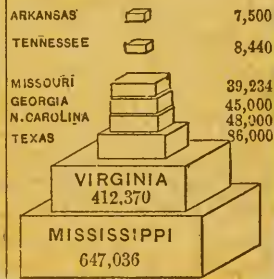 ARKANSAS 7,500
TENNESSEE 8,440
MISSOURI 39,234
GEORGIA 45,000
N.CAROLINA 48,000
TEXAS 86,000
VIRGINIA
412,370
MISSISSIPPI
647,036